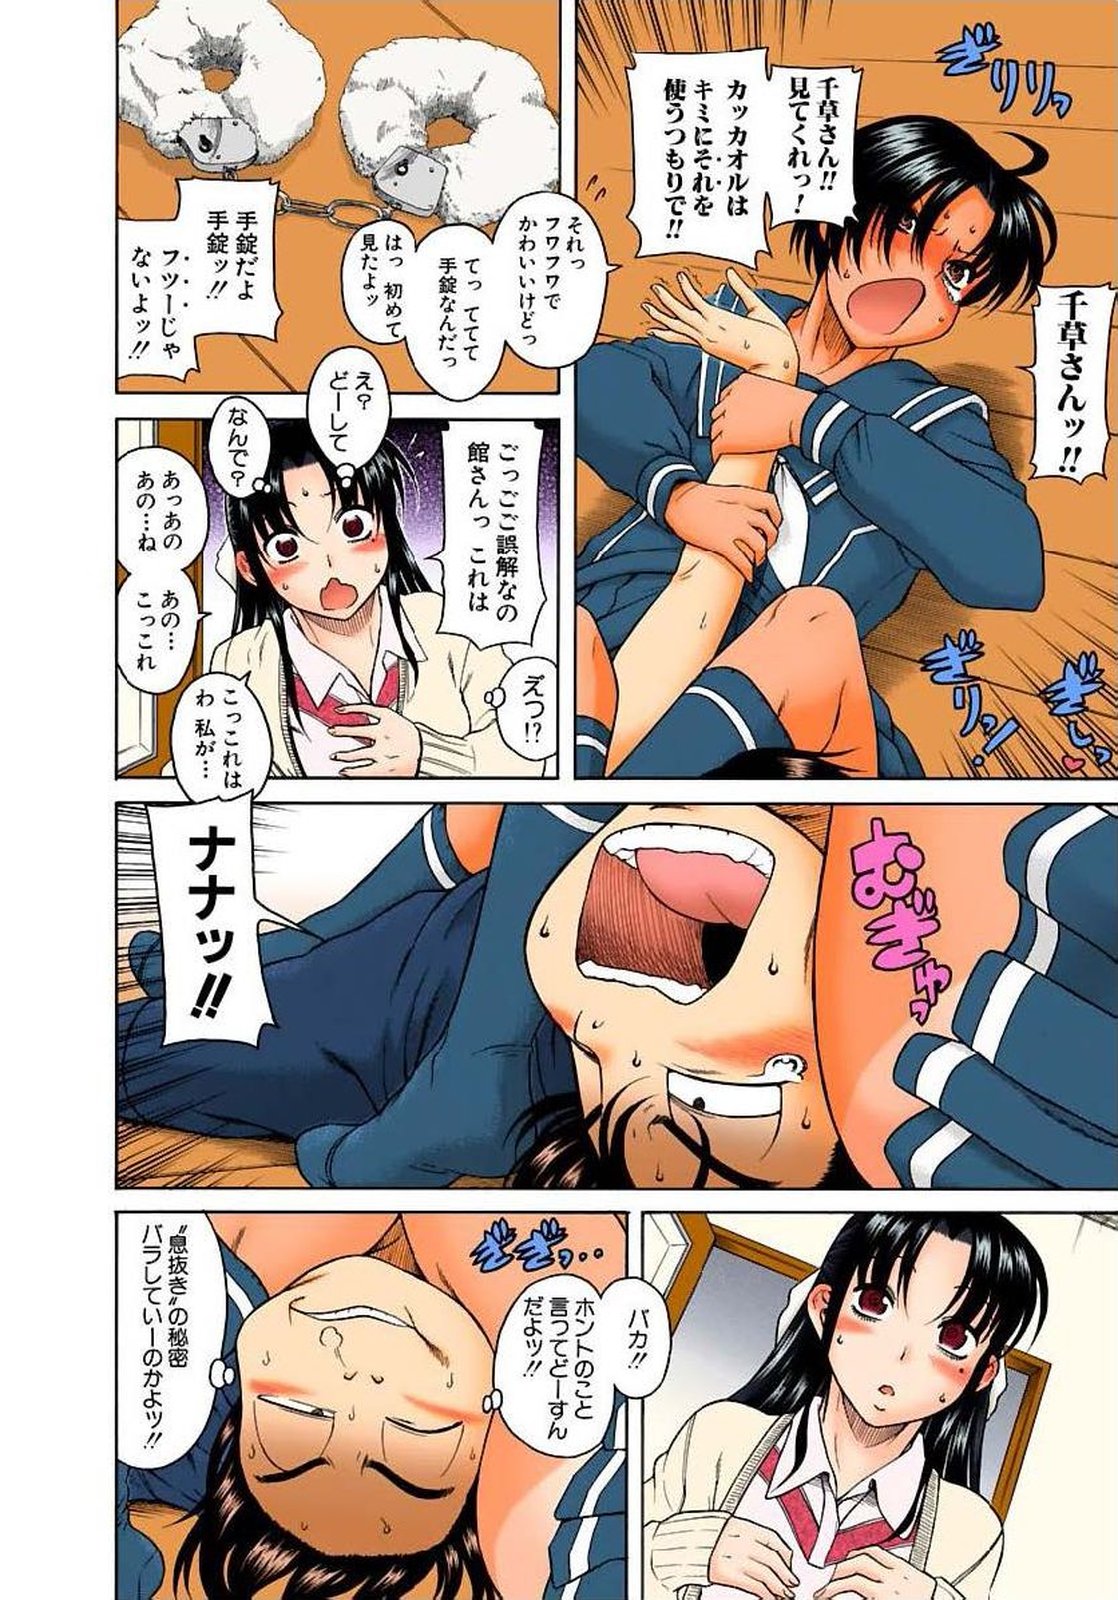 ぎりりっ
千草さん!!
見てくれっ!
カッカオルは
キミにそれを
使うつもりで!!
千草さんッ!!
ぎりッ!
ぎしっ♥
それっ
フワフワで
かわいいけどっ
てっ ててて
手錠なんだっ
はっ 初めて
見たよッ
手錠だよ
手錠ッ!!
フツーじゃ
ないよッ!!
ごっごご誤解なの
館さんっ これは
え?
どーして
なんで?
えっ!?
あっあの
あの…ね
あの…
こっこれ
こっこれは
わ 私が…
ナナッ!!
むぎゅっ
バカ!!
ぎぎっ‥
ホントのこと
言ってどーすん
だよッ!!
〝息抜き〟の秘密
バラしていーのかよッ!!